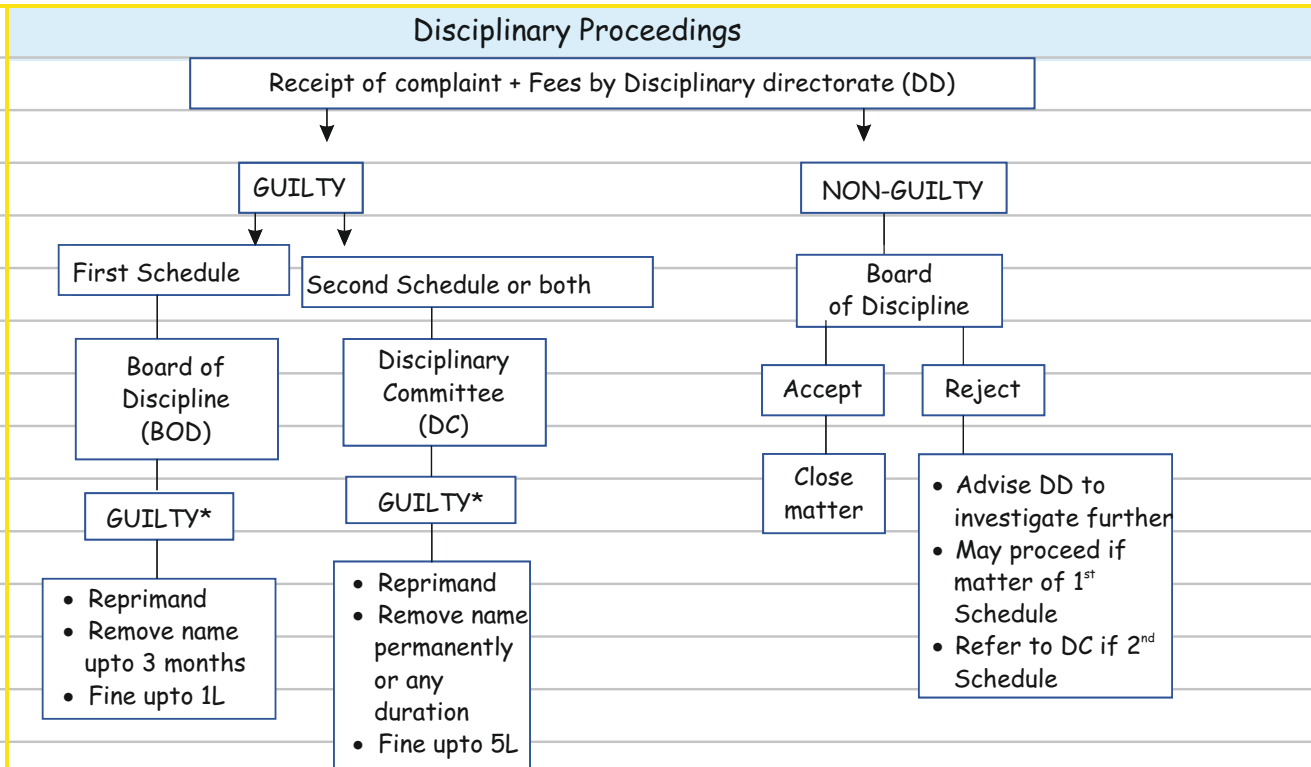 Disciplinary Proceedings
Receipt of complaint + Fees by Disciplinary directorate (DD)
GUILTY
First Schedule
Board of
Discipline
(BOD)
GUILTY*
• Reprimand
• Remove name
upto 3 months
• Fine upto 1L
Second Schedule or both
Disciplinary
Committee
(DC)
GUILTY*
• Reprimand
• Remove name
permanently
or any
duration
• Fine upto 5L
NON-GUILTY
Board
of Discipline
Accept
Close
matter
Reject
• Advise DD to
investigate further
• May proceed if
matter of 1st
Schedule
• Refer to DC if 2nd
Schedule